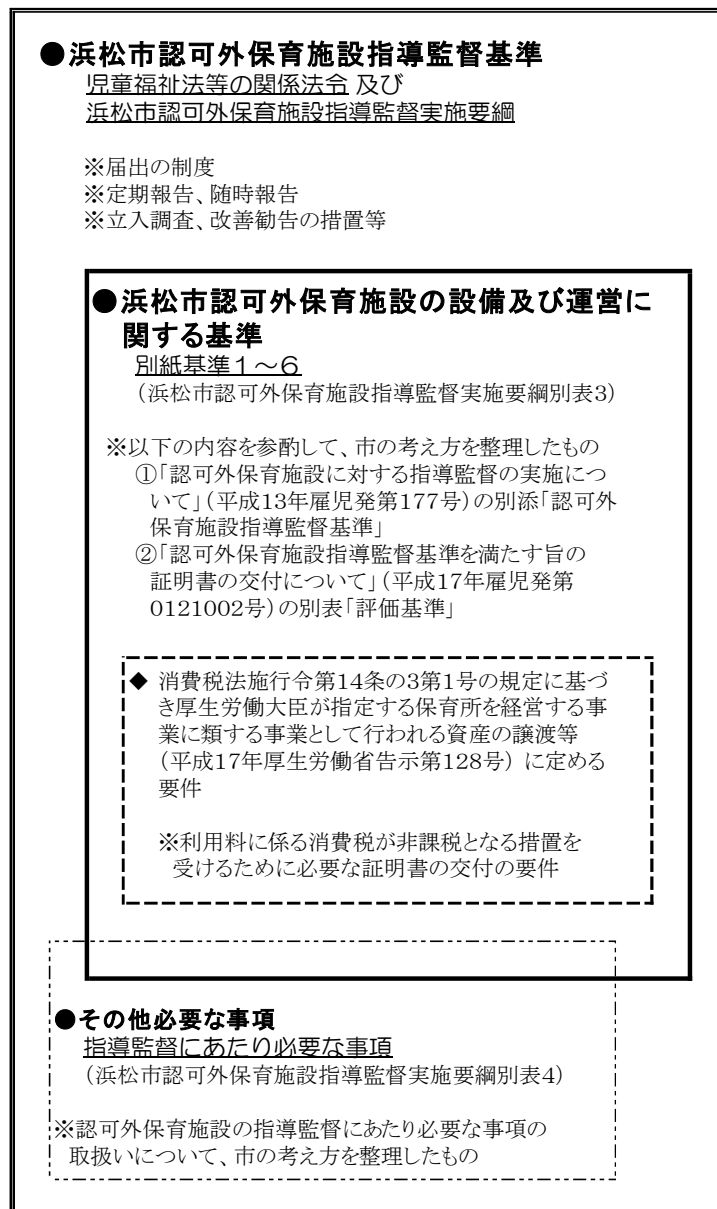 ●浜松市認可外保育施設指導監督基準
児童福祉法等の関係法令 及び
浜松市認可外保育施設指導監督実施要綱
※届出の制度
※定期報告、随時報告
※立入調査、改善勧告の措置等
●浜松市認可外保育施設の設備及び運営に
関する基準
別紙基準1～6
（浜松市認可外保育施設指導監督実施要綱別表3）
※以下の内容を参酌して、市の考え方を整理したもの
①「認可外保育施設に対する指導監督の実施につ
いて」（平成13年雇児発第177号）の別添「認可外
保育施設指導監督基準」
②「認可外保育施設指導監督基準を満たす旨の
証明書の交付について」（平成17年雇児発第
0121002号）の別表「評価基準」
◆ 消費税法施行令第14条の3第1号の規定に基づ
き厚生労働大臣が指定する保育所を経営する事
業に類する事業として行われる資産の譲渡等
（平成17年厚生労働省告示第128号） に定める
要件
※利用料に係る消費税が非課税となる措置を
受けるために必要な証明書の交付の要件
●その他必要な事項
指導監督にあたり必要な事項
（浜松市認可外保育施設指導監督実施要綱別表4）
※認可外保育施設の指導監督にあたり必要な事項の
取扱いについて、市の考え方を整理したもの